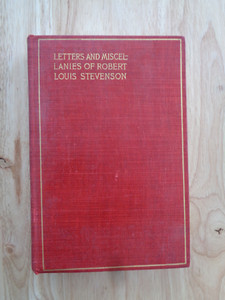 LETTERS AND MISCEL-
LANIES OF ROBERT
LOUIS STEVENSON